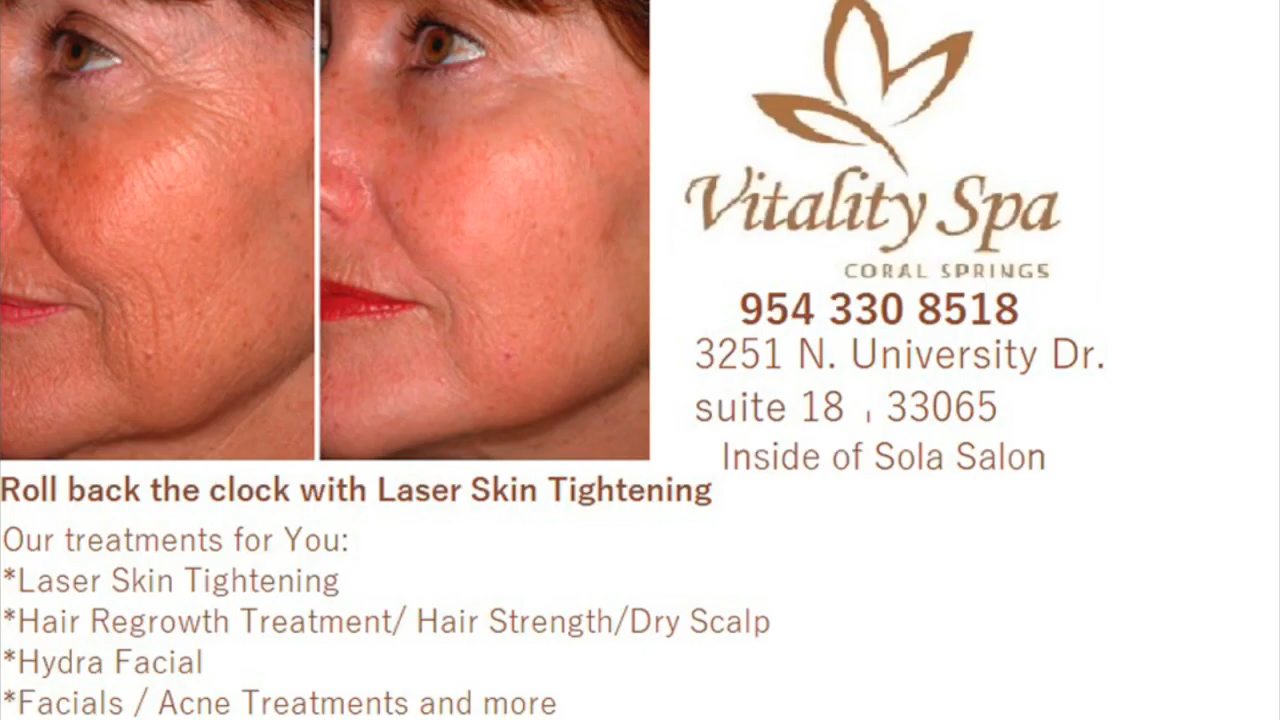 Vitality Spa
CORAL SPRINGS
954 330 8518
3251 N. University Dr.
suite 18 , 33065
Inside of Sola Salon
Roll back the clock with Laser Skin Tightening
Our treatments for You:
*Laser Skin Tightening
*Hair Regrowth Treatment/ Hair Strength/Dry Scalp
*Hydra Facial
*Facials / Acne Treatments and more